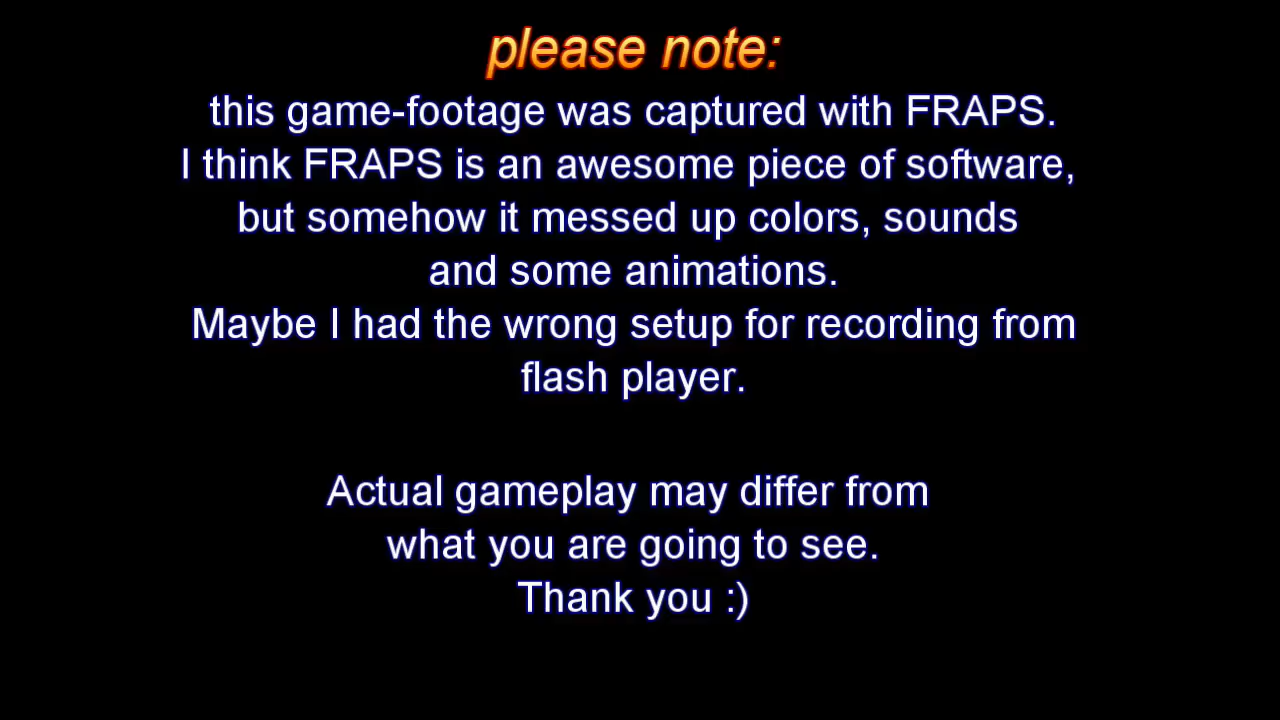 please note:
this game-footage was captured with FRAPS.
I think FRAPS is an awesome piece of software,
but somehow it messed up colors, sounds
and some animations.
Maybe I had the wrong setup for recording from
flash player.
Actual gameplay may differ from
what you are going to see.
Thank you :)